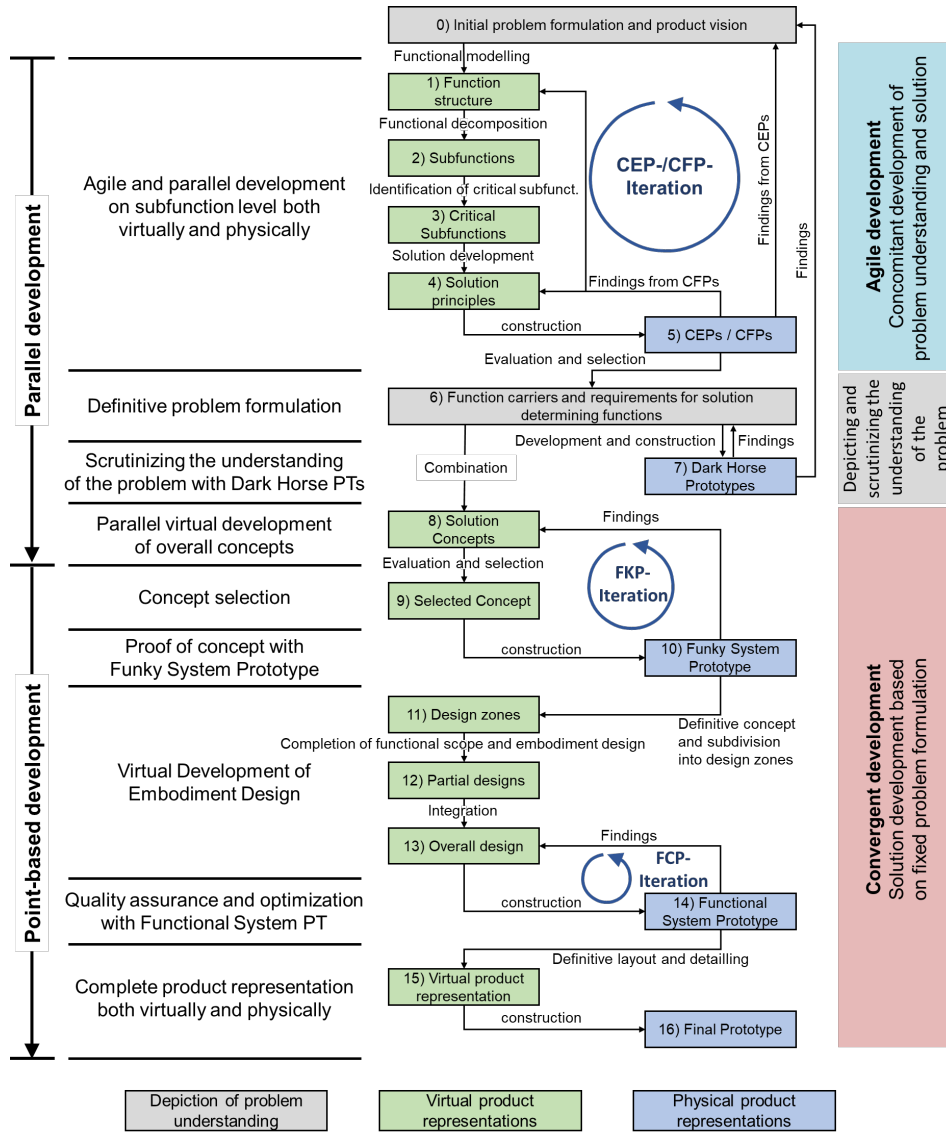 0) Initial problem formulation and product vision
Functional modelling
1) Function
structure
Functional decomposition
2) Subfunctions
Identification of critical subfunct.
3) Critical
Subfunctions
Solution development
4) Solution
principles
Findings from CFPs
construction
5) CEPs / CFPs
Evaluation and selection
CEP-/CFP-
Iteration
Findings from CEPs
Findings
6) Function carriers and requirements for solution
determining functions
Development and construction
Findings
Combination
7) Dark Horse
Prototypes
8) Solution
Concepts
Findings
Evaluation and selection
FKP-
Iteration
9) Selected Concept
construction
10) Funky System
Prototype
11) Design zones
Definitive concept
and subdivision
into design zones
Completion of functional scope and embodiment design
12) Partial designs
Integration
13) Overall design
Findings
FCP-
Iteration
construction
14) Functional
System Prototype
Definitive layout and detailling
15) Virtual product
representation
construction
16) Final Prototype
Parallel development
Point-based development
Agile and parallel development
on subfunction level both
virtually and physically
Definitive problem formulation
Scrutinizing the understanding
of the problem with Dark Horse PTs
Parallel virtual development
of overall concepts
Concept selection
Proof of concept with
Funky System Prototype
Virtual Development of
Embodiment Design
Quality assurance and optimization
with Functional System PT
Complete product representation
both virtually and physically
Agile development
Concomitant development of
problem understanding and solution
Depicting and
scrutinizing the
understanding
of the
problem
Convergent development
Solution development based
on fixed problem formulation
Depiction of problem
understanding
Virtual product
representations
Physical product
representations